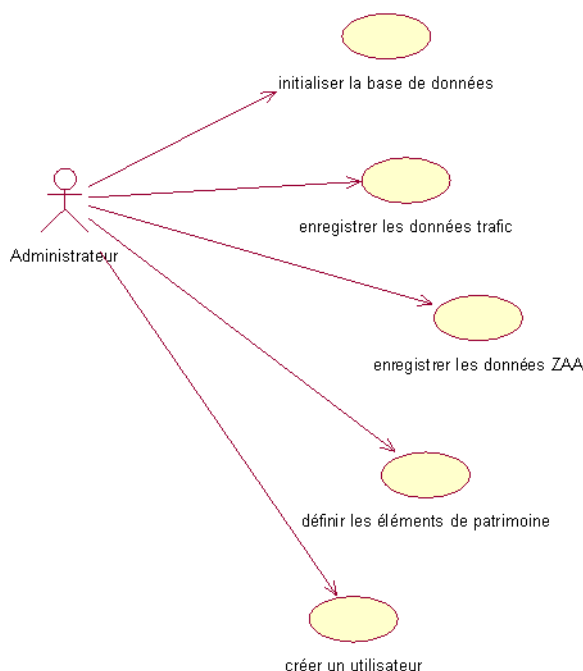 initialiser la base de données
enregistrer les données trafic
Administrateur
enregistrer les données ZAA
définir les éléments de patrimoine
créer un utilisateur